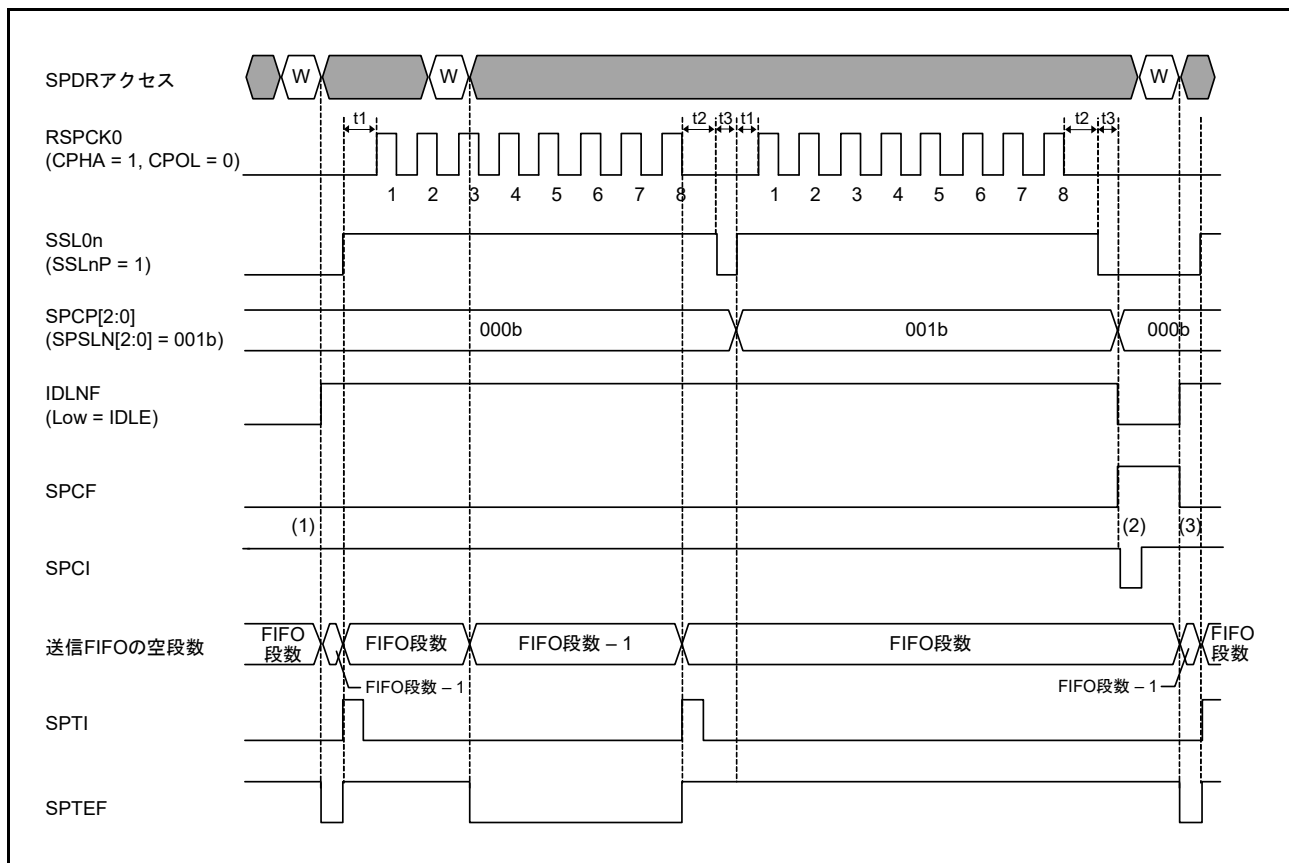 SPDRアクセス
W
W
W
RSPCK0
(CPHA = 1, CPOL = 0)
t1
t2
t3
t1
t2
t3
1
2
3
4
5
6
7
8
1
2
3
4
5
6
7
8
SSL0n
(SSLnP = 1)
SPCP[2:0]
(SPSLN[2:0] = 001b)
000b
001b
000b
IDLNF
(Low = IDLE)
SPCF
(1)
(2)
(3)
SPCI
送信FIFOの空段数
FIFO
段数
FIFO段数
FIFO段数 – 1
FIFO段数
FIFO
段数
FIFO段数 – 1
FIFO段数 – 1
SPTI
SPTEF